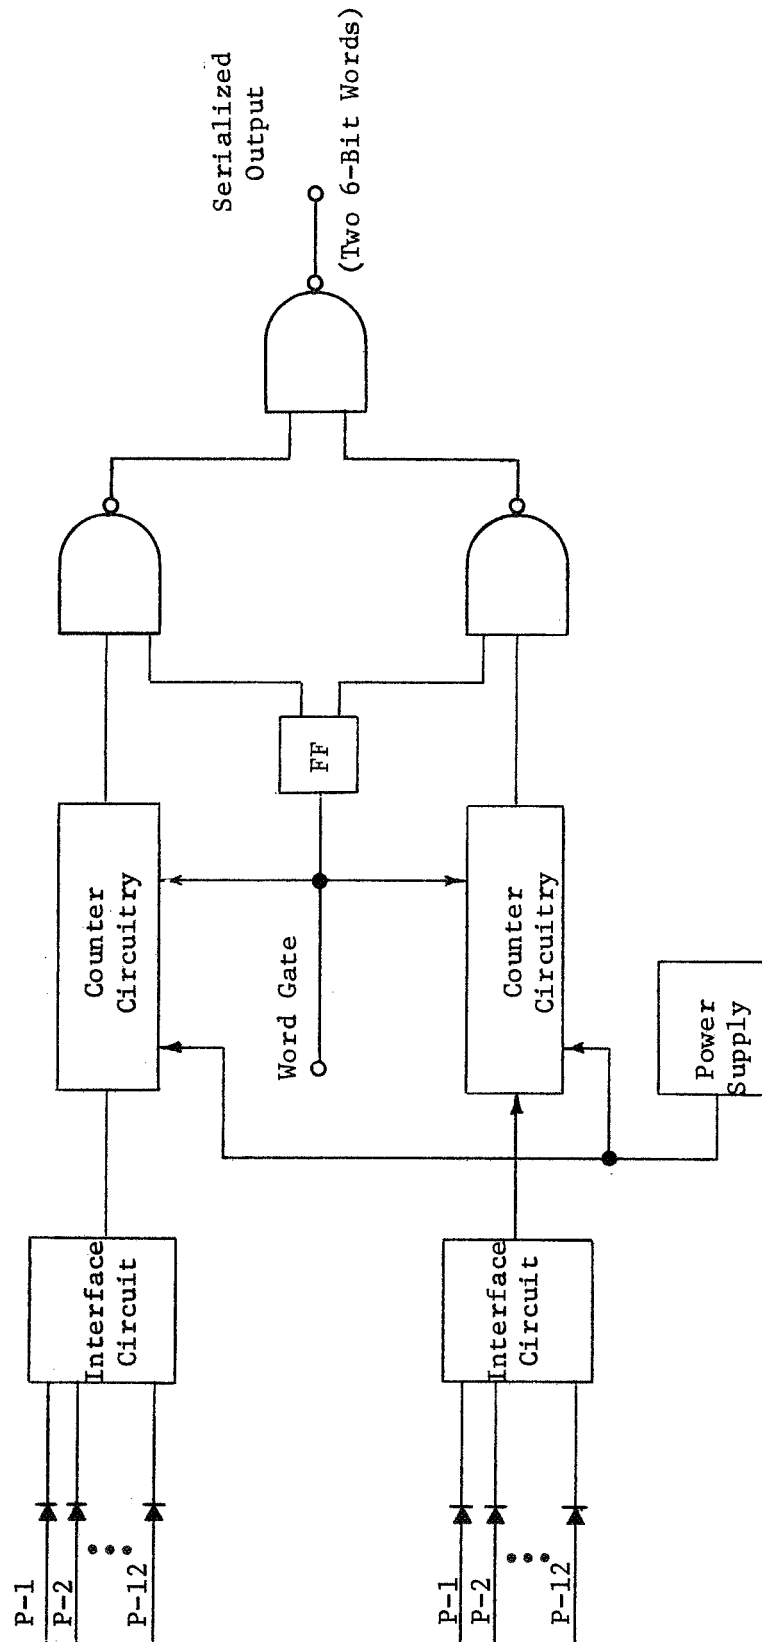 P-1
P-2
P-12
Interface
Circuit
Counter
Circuitry
Word Gate
FF
Serialized
Output
(Two 6-Bit Words)
P-1
P-2
P-12
Interface
Circuit
Counter
Circuitry
Power
Supply